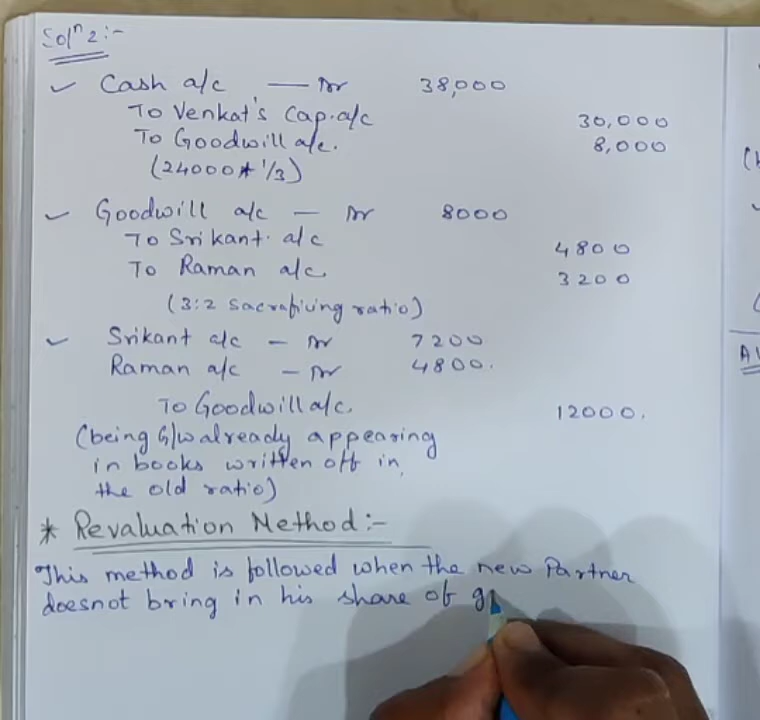 Solⁿ 2:-
Cash a/c — Dr 38,000
To Venkat's Cap. a/c 30,000
To Goodwill a/c. 8,000
(24000 * 1/3)
Goodwill a/c — Dr 8000
To Srikant a/c 4800
To Raman a/c. 3200
(3:2 sacraficing ratio)
Srikant a/c — Dr 7200
Raman a/c — Dr 4800.
To Goodwill a/c. 12000.
(being G/w already appearing
in books written off in
the old ratio)
* Revaluation Method:-
This method is followed when the new Partner
doesnot bring in his share of g